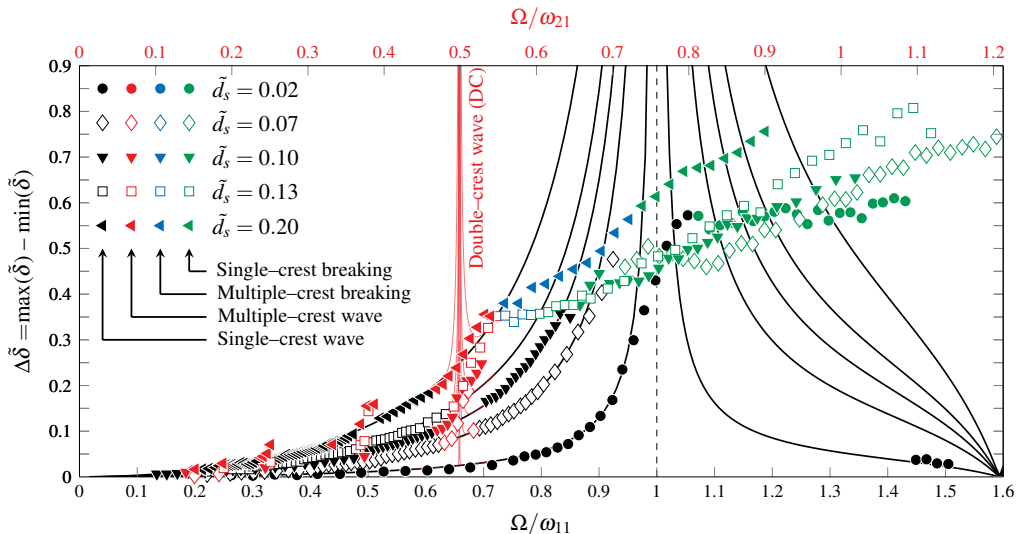 Ω/ω21
0 0.1 0.2 0.3 0.4 0.5 0.6 0.7 0.8 0.9 1 1.1 1.2
0.9
0.8
0.7
0.6
0.5
0.4
0.3
0.2
0.1
0
Δδ̃ =max(δ̃) − min(δ̃)
d̃s = 0.02
d̃s = 0.07
d̃s = 0.10
d̃s = 0.13
d̃s = 0.20
Single–crest breaking
Multiple–crest breaking
Multiple–crest wave
Single–crest wave
Double–crest wave (DC)
0 0.1 0.2 0.3 0.4 0.5 0.6 0.7 0.8 0.9 1 1.1 1.2 1.3 1.4 1.5 1.6
Ω/ω11